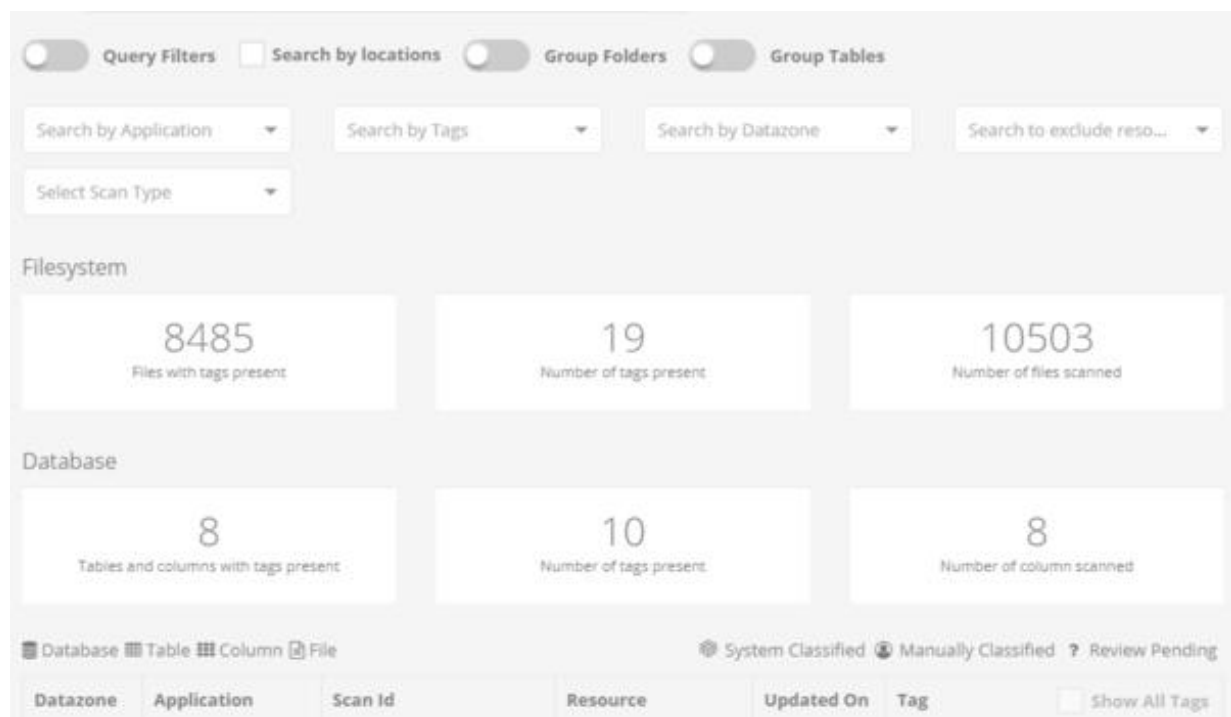 Query Filters Search by locations Group Folders Group Tables
Search by Application Search by Tags Search by Datazone Search to exclude reso...
Select Scan Type
Filesystem
8485 19 10503
Files with tags present Number of tags present Number of files scanned
Database
8 10 8
Tables and columns with tags present Number of tags present Number of column scanned
Database Table Column File System Classified Manually Classified ? Review Pending
Datazone Application Scan Id Resource Updated On Tag Show All Tags